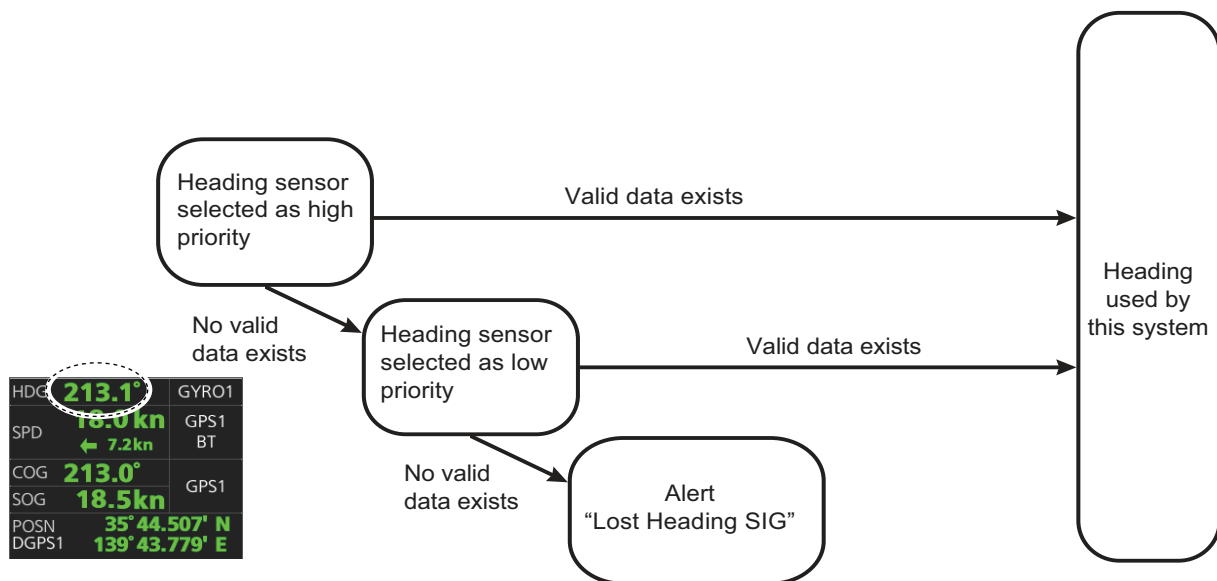 Heading sensor
selected as high
priority
Valid data exists
No valid
data exists
Heading sensor
selected as low
priority
Valid data exists
No valid
data exists
Alert
“Lost Heading SIG”
Heading
used by
this system
HDG 213.1° GYRO1
SPD 18.0 kn GPS1
7.2kn BT
COG 213.0° GPS1
SOG 18.5kn
POSN 35° 44.507' N
DGPS1 139° 43.779' E